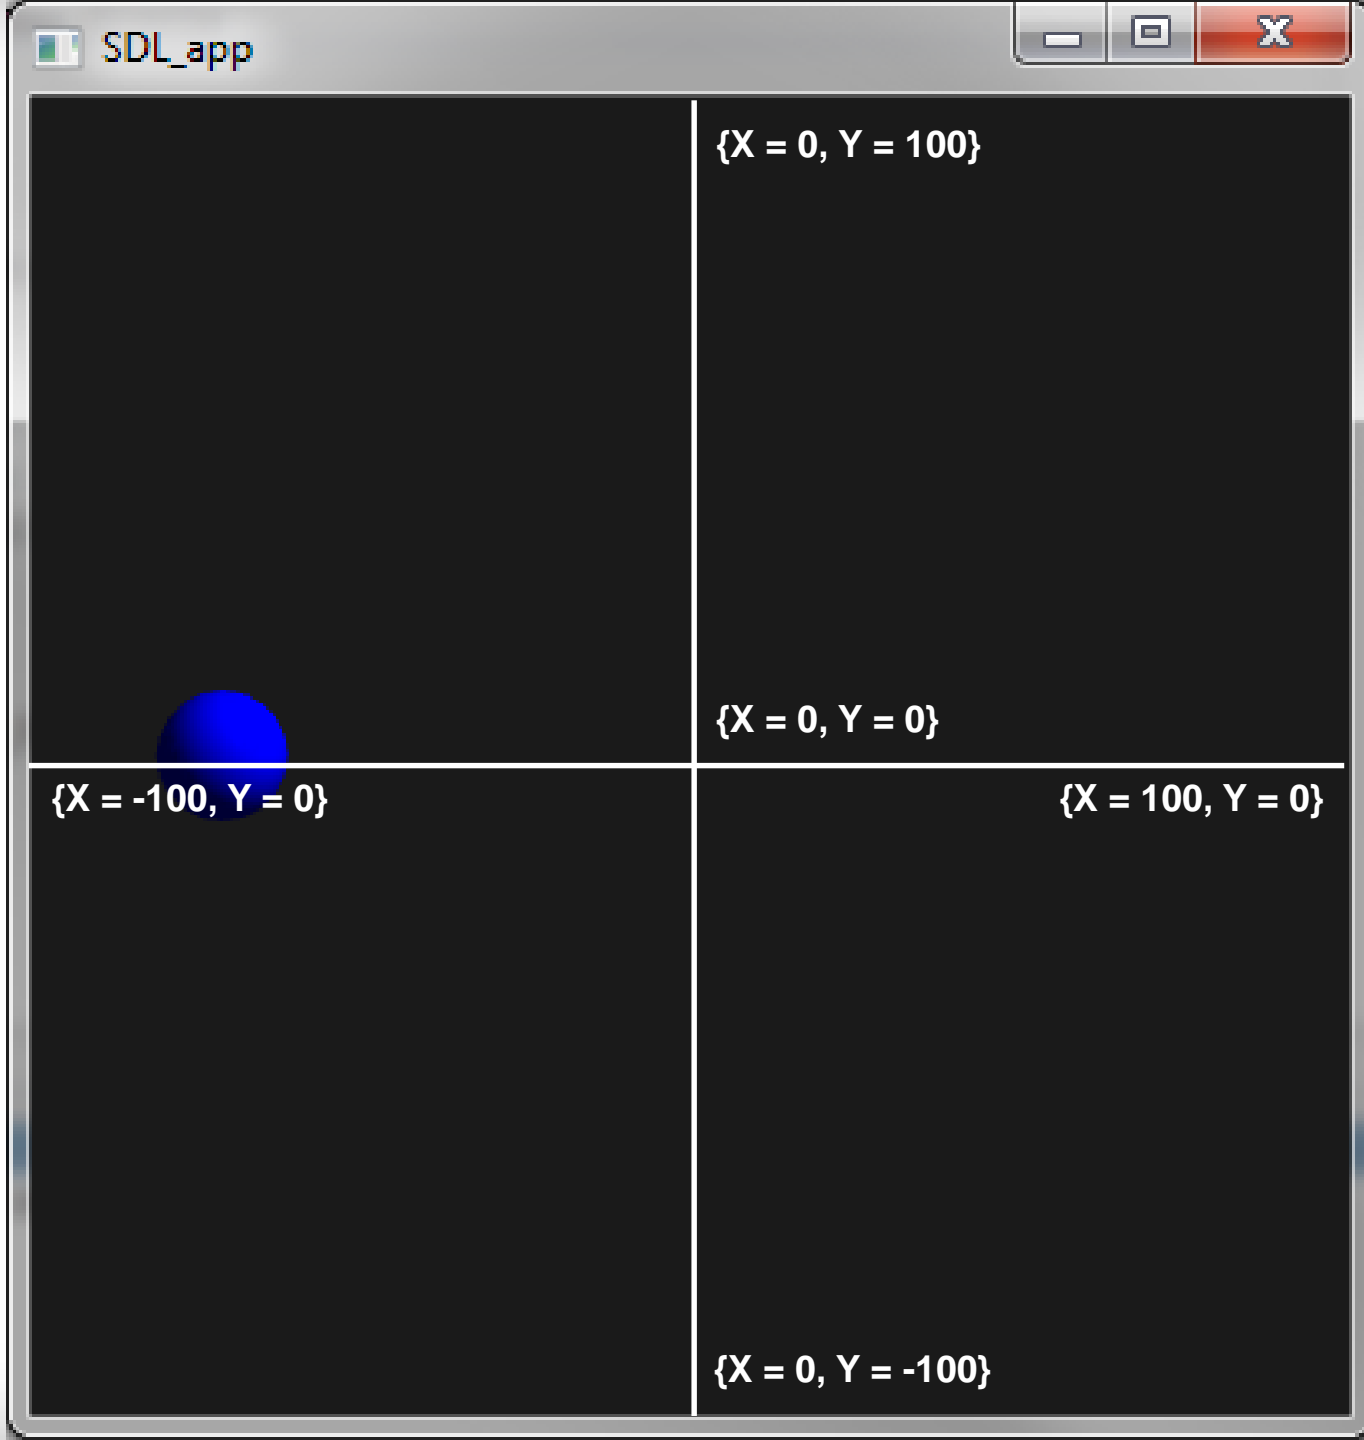 SDL_app
{X = 0, Y = 100}
{X = 0, Y = 0}
{X = -100, Y = 0}
{X = 100, Y = 0}
{X = 0, Y = -100}